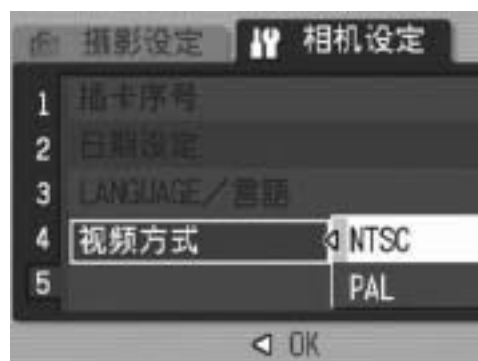 摄影设定 相机设定
1 插卡序号
2 日期设定
3 LANGUAGE／言語
4 视频方式 NTSC
5 PAL
OK